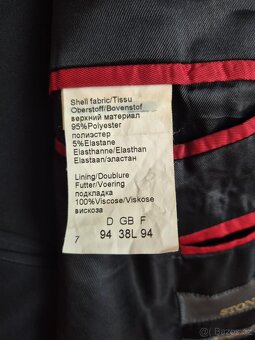 Shell fabric/Tissu
Oberstoff/Bovenstof
верхний материал
95%Polyester
полиэстер
5%Elastane
Elasthanne/Elasthan
Elastaan/эластан
Lining/Doublure
Futter/Voering
подкладка
100%Viscose/Viskose
вискоза
D GB F
7 94 38L 94